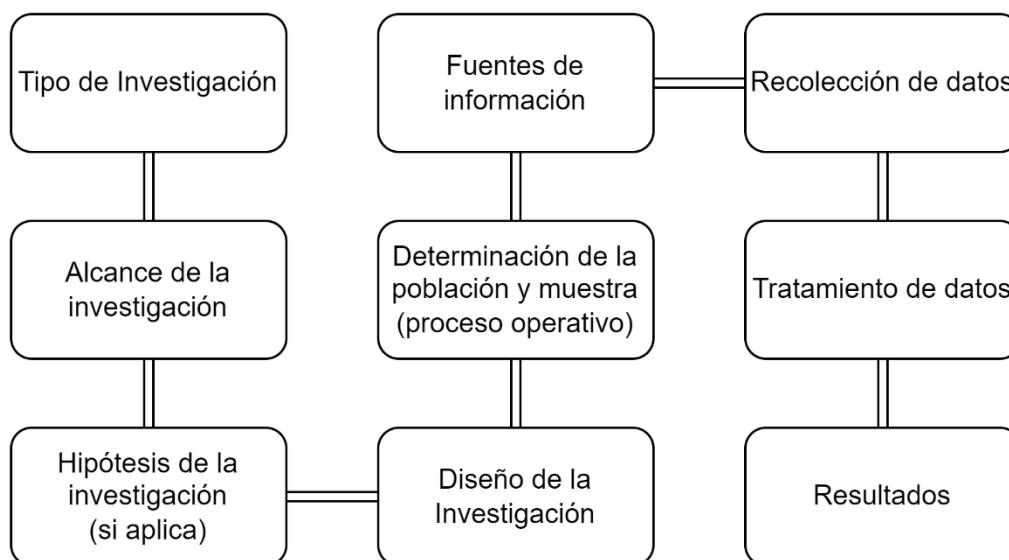 Tipo de Investigación
Alcance de la
investigación
Hipótesis de la
investigación
(si aplica)
Diseño de la
Investigación
Determinación de la
población y muestra
(proceso operativo)
Fuentes de
información
Recolección de datos
Tratamiento de datos
Resultados